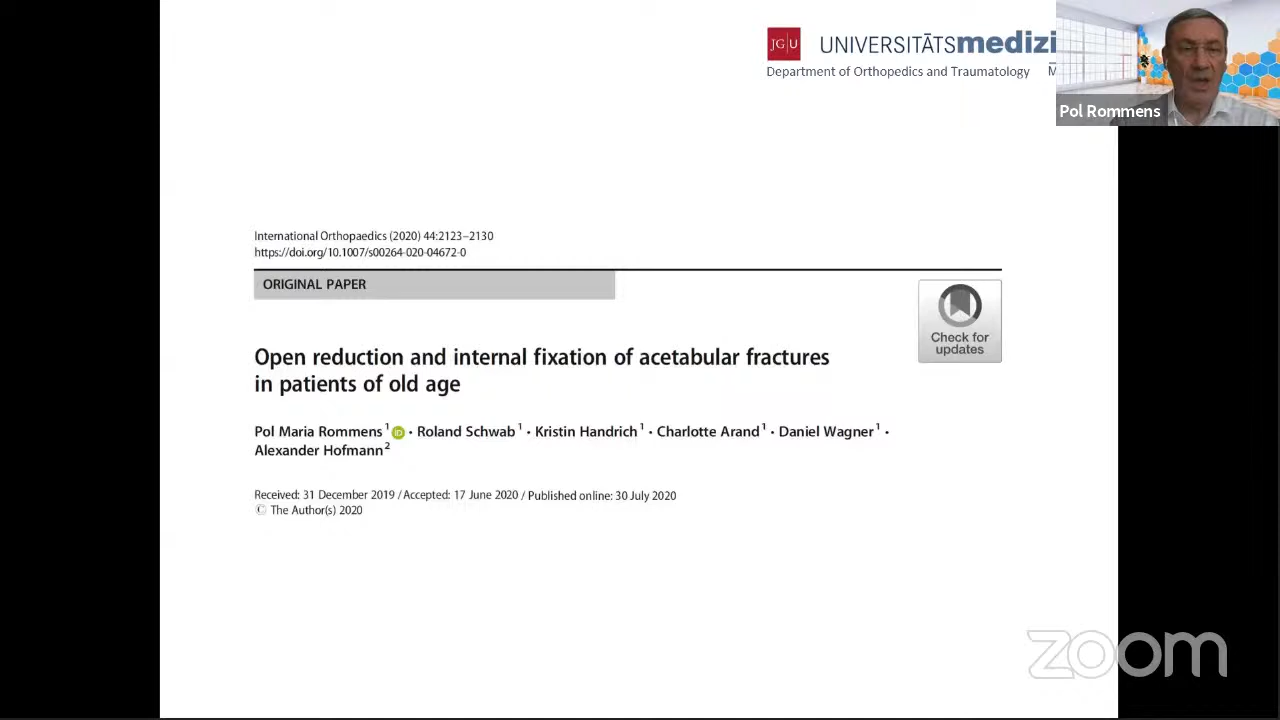 JG|U UNIVERSITÄTSmedizi
Department of Orthopedics and Traumatology M
Pol Rommens
International Orthopaedics (2020) 44:2123–2130
https://doi.org/10.1007/s00264-020-04672-0
ORIGINAL PAPER
Check for
updates
Open reduction and internal fixation of acetabular fractures
in patients of old age
Pol Maria Rommens 1 iD · Roland Schwab 1 · Kristin Handrich 1 · Charlotte Arand 1 · Daniel Wagner 1 ·
Alexander Hofmann 2
Received: 31 December 2019 / Accepted: 17 June 2020 / Published online: 30 July 2020
© The Author(s) 2020
zoom